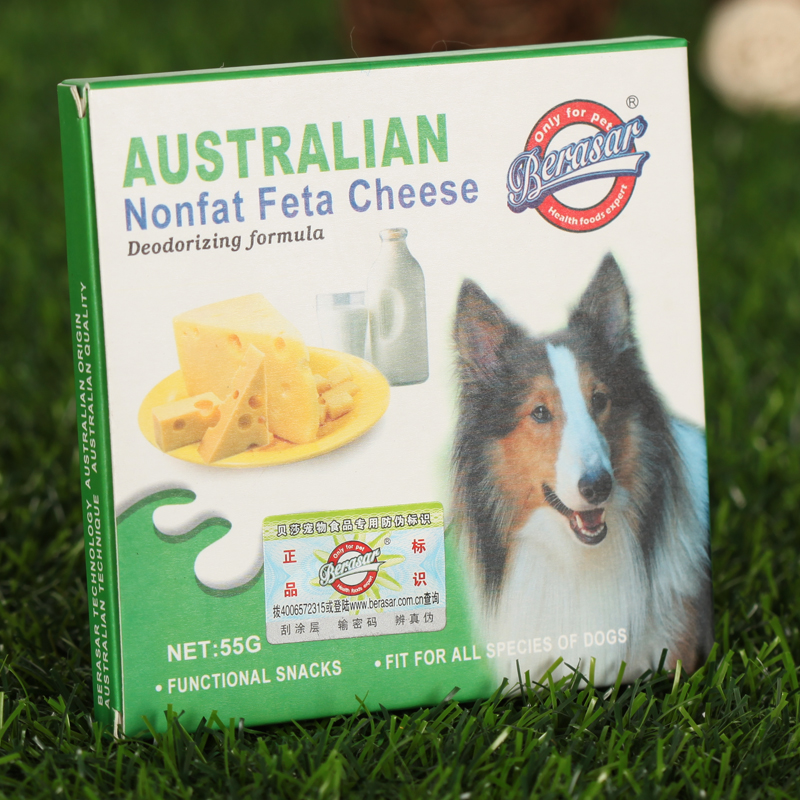 AUSTRALIAN
Nonfat Feta Cheese
Deodorizing formula
®
Only for pet
Berasar
Health foods expert
BERASAR TECHNOLOGY AUSTRALIAN ORIGIN
AUSTRALIAN TECHNIQUE AUSTRALIAN QUALITY
贝莎宠物食品专用防伪标识
正品
标识
Only for pet
Berasar
®
Health foods expert
拨4006572315或登陆www.berasar.com.cn查询
刮涂层 输密码 辨真伪
NET:55G
• FUNCTIONAL SNACKS
• FIT FOR ALL SPECIES OF DOGS